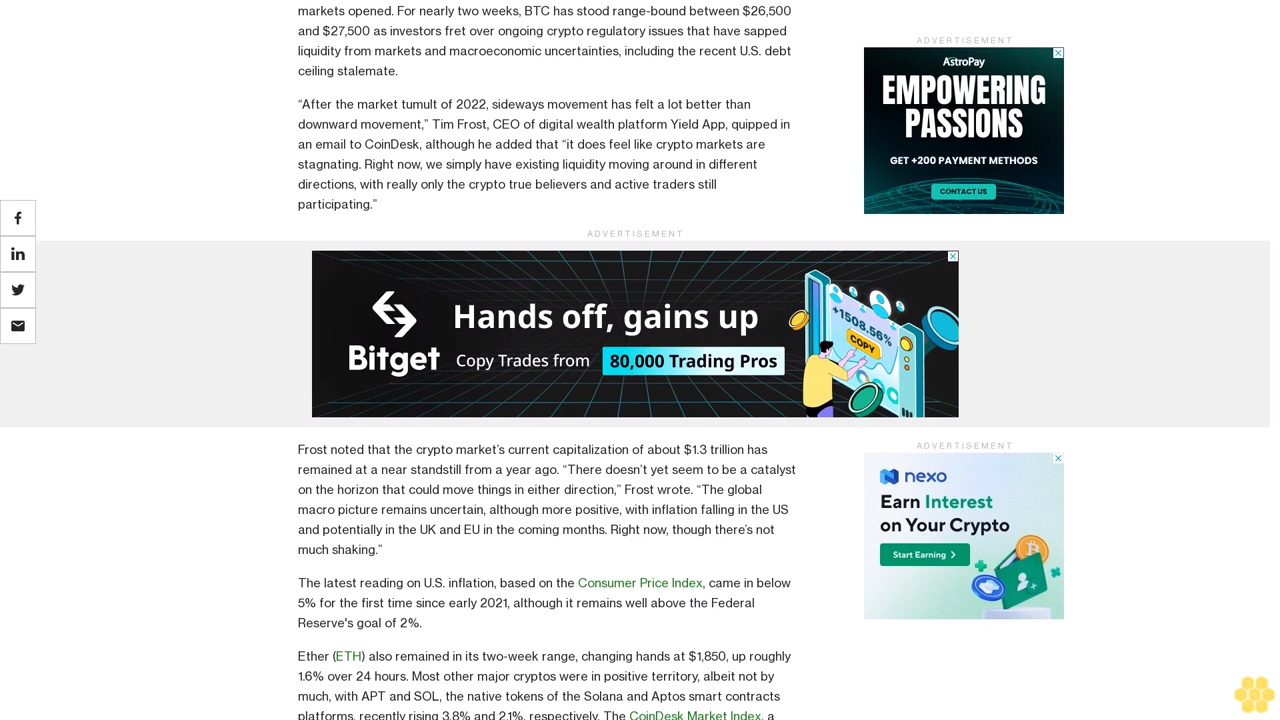 markets opened. For nearly two weeks, BTC has stood range-bound between $26,500
and $27,500 as investors fret over ongoing crypto regulatory issues that have sapped
liquidity from markets and macroeconomic uncertainties, including the recent U.S. debt
ceiling stalemate.
“After the market tumult of 2022, sideways movement has felt a lot better than
downward movement,” Tim Frost, CEO of digital wealth platform Yield App, quipped in
an email to CoinDesk, although he added that “it does feel like crypto markets are
stagnating. Right now, we simply have existing liquidity moving around in different
directions, with really only the crypto true believers and active traders still
participating.”
ADVERTISEMENT
AstroPay
EMPOWERING
PASSIONS
GET +200 PAYMENT METHODS
CONTACT US
ADVERTISEMENT
Bitget
Hands off, gains up
Copy Trades from 80,000 Trading Pros
+1508.56%
COPY
Frost noted that the crypto market’s current capitalization of about $1.3 trillion has
remained at a near standstill from a year ago. “There doesn’t yet seem to be a catalyst
on the horizon that could move things in either direction,” Frost wrote. “The global
macro picture remains uncertain, although more positive, with inflation falling in the US
and potentially in the UK and EU in the coming months. Right now, though there’s not
much shaking.”
The latest reading on U.S. inflation, based on the Consumer Price Index, came in below
5% for the first time since early 2021, although it remains well above the Federal
Reserve's goal of 2%.
Ether (ETH) also remained in its two-week range, changing hands at $1,850, up roughly
1.6% over 24 hours. Most other major cryptos were in positive territory, albeit not by
much, with APT and SOL, the native tokens of the Solana and Aptos smart contracts
platforms, recently rising 3.8% and 2.1%, respectively. The CoinDesk Market Index, a
ADVERTISEMENT
nexo
Earn Interest
on Your Crypto
Start Earning